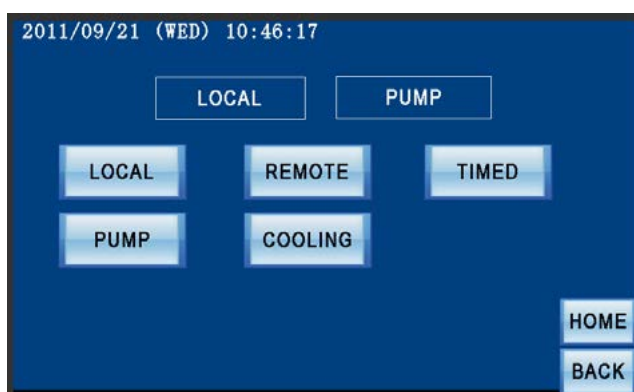 2011/09/21 (WED) 10:46:17
LOCAL PUMP
LOCAL REMOTE TIMED
PUMP COOLING
HOME
BACK